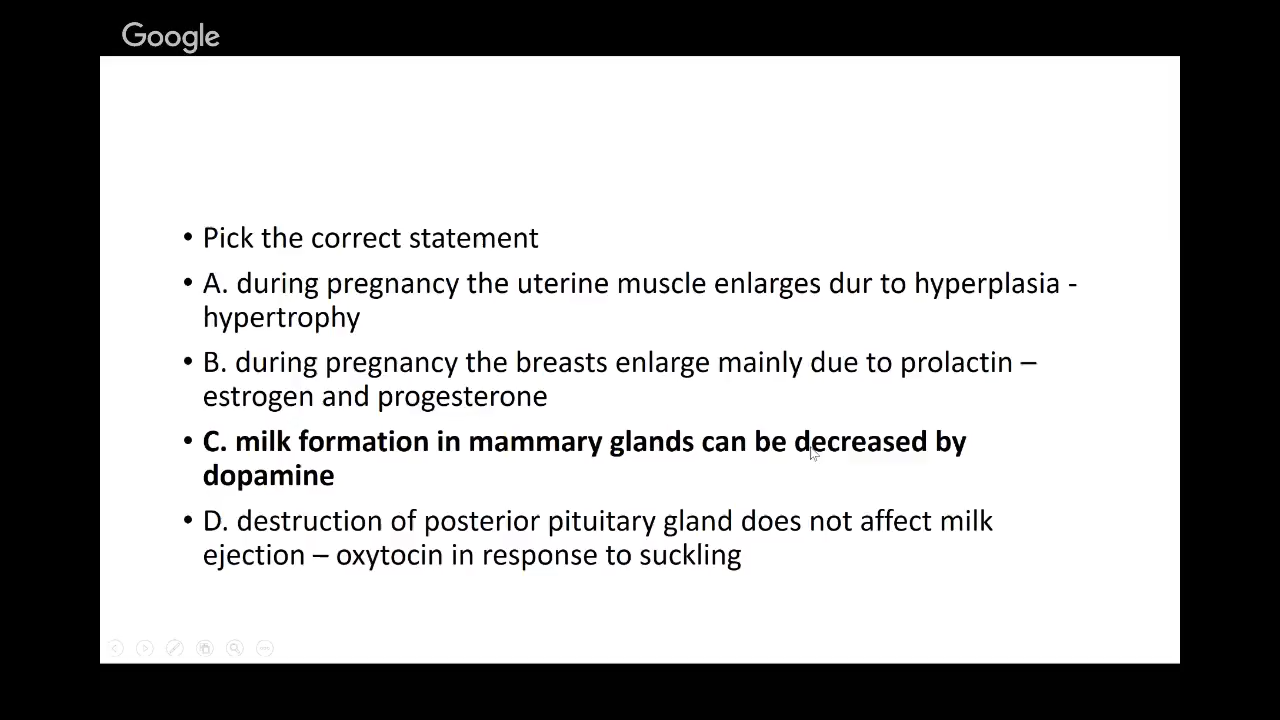 Google
• Pick the correct statement
• A. during pregnancy the uterine muscle enlarges dur to hyperplasia -
hypertrophy
• B. during pregnancy the breasts enlarge mainly due to prolactin –
estrogen and progesterone
• C. milk formation in mammary glands can be decreased by
dopamine
• D. destruction of posterior pituitary gland does not affect milk
ejection – oxytocin in response to suckling